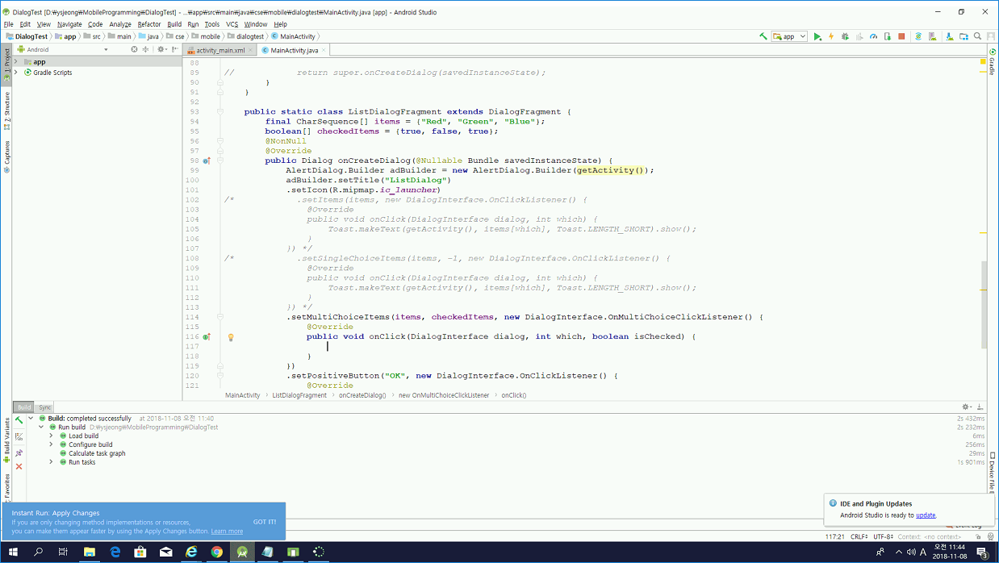 DialogTest [D:₩ysjeong₩MobileProgramming₩DialogTest] - ...₩app₩src₩main₩java₩cse₩mobile₩dialogtest₩MainActivity.java [app] - Android Studio
File Edit View Navigate Code Analyze Refactor Build Run Tools VCS Window Help
DialogTest app src main java cse mobile dialogtest MainActivity app
1: Project
Android
activity_main.xml
MainActivity.java
Gradle
app
Gradle Scripts
Z: Structure
Captures
88
89 // return super.onCreateDialog(savedInstanceState);
90 }
91 }
92
93 public static class ListDialogFragment extends DialogFragment {
94 final CharSequence[] items = {"Red", "Green", "Blue"};
95 boolean[] checkedItems = {true, false, true};
96 @NonNull
97 @Override
98 public Dialog onCreateDialog(@Nullable Bundle savedInstanceState) {
99 AlertDialog.Builder adBuilder = new AlertDialog.Builder(getActivity());
100 adBuilder.setTitle("ListDialog")
101 .setIcon(R.mipmap.ic_launcher)
102 /* .setItems(items, new DialogInterface.OnClickListener() {
103 @Override
104 public void onClick(DialogInterface dialog, int which) {
105 Toast.makeText(getActivity(), items[which], Toast.LENGTH_SHORT).show();
106 }
107 }) */
108 /* .setSingleChoiceItems(items, -1, new DialogInterface.OnClickListener() {
109 @Override
110 public void onClick(DialogInterface dialog, int which) {
111 Toast.makeText(getActivity(), items[which], Toast.LENGTH_SHORT).show();
112 }
113 }) */
114 .setMultiChoiceItems(items, checkedItems, new DialogInterface.OnMultiChoiceClickListener() {
115 @Override
116 public void onClick(DialogInterface dialog, int which, boolean isChecked) {
117
118 }
119 })
120 .setPositiveButton("OK", new DialogInterface.OnClickListener() {
121 @Override
MainActivity ListDialogFragment onCreateDialog() new OnMultiChoiceClickListener onClick()
Build Sync
Build: completed successfully at 2018-11-08 오전 11:40 2s 432ms
Run build D:₩ysjeong₩MobileProgramming₩DialogTest 2s 232ms
Load build 6ms
Configure build 256ms
Calculate task graph 29ms
Run tasks 1s 901ms
Build Variants
Favorites
Device File E
Instant Run: Apply Changes
If you are only changing method implementations or resources,
you can make them appear faster by using the Apply Changes button. Learn more
GOT IT!
IDE and Plugin Updates
Android Studio is ready to update.
Event Log
117:21 CRLF UTF-8 Context: <no context>
A
오전 11:44
2018-11-08
3